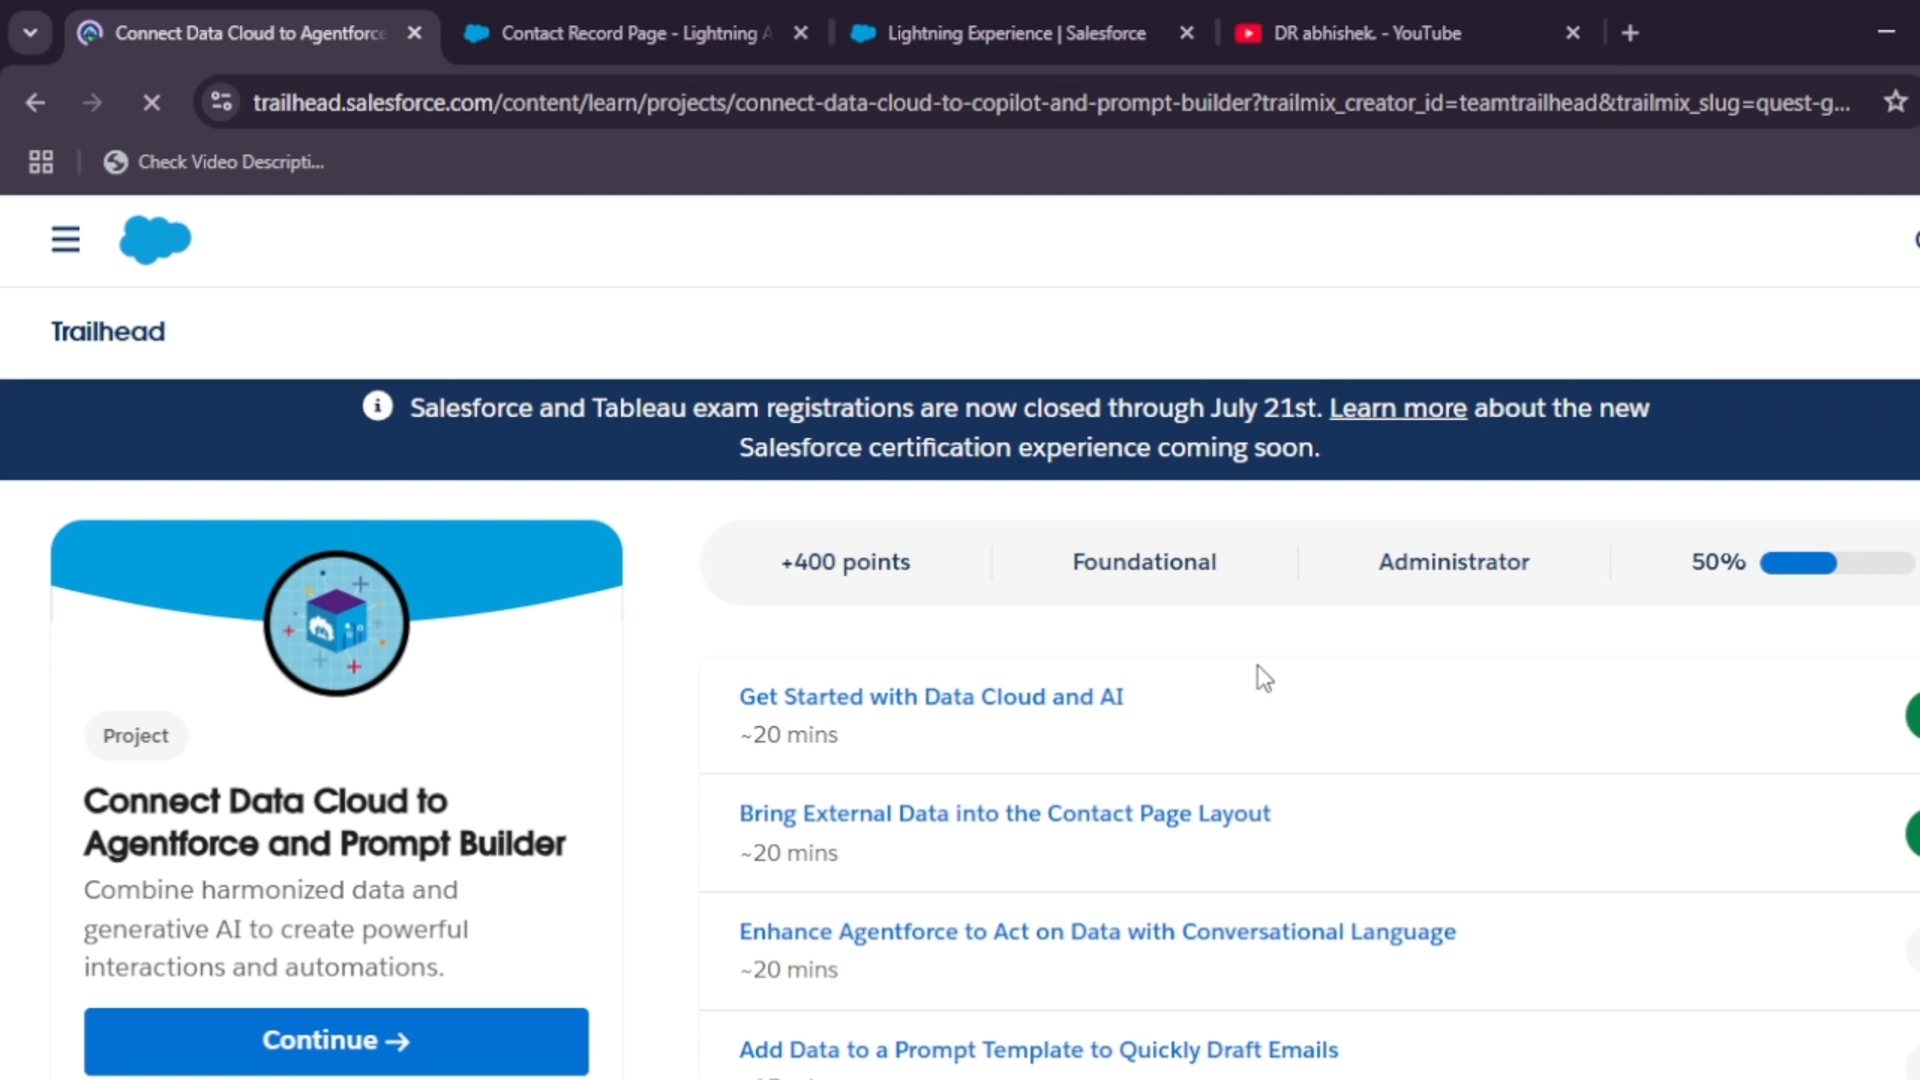 Connect Data Cloud to Agentforce
Contact Record Page - Lightning A
Lightning Experience | Salesforce
DR abhishek. - YouTube
trailhead.salesforce.com/content/learn/projects/connect-data-cloud-to-copilot-and-prompt-builder?trailmix_creator_id=teamtrailhead&trailmix_slug=quest-g...
Check Video Descripti...
Trailhead
Salesforce and Tableau exam registrations are now closed through July 21st. Learn more about the new
Salesforce certification experience coming soon.
+400 points
Foundational
Administrator
50%
Project
Connect Data Cloud to
Agentforce and Prompt Builder
Combine harmonized data and
generative AI to create powerful
interactions and automations.
Continue →
Get Started with Data Cloud and AI
~20 mins
Bring External Data into the Contact Page Layout
~20 mins
Enhance Agentforce to Act on Data with Conversational Language
~20 mins
Add Data to a Prompt Template to Quickly Draft Emails